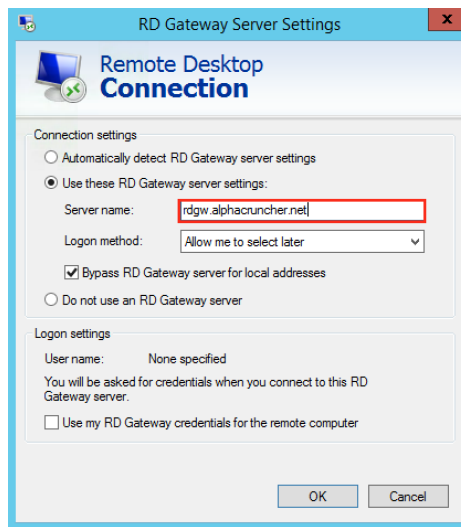 RD Gateway Server Settings
x
Remote Desktop
Connection
Connection settings
Automatically detect RD Gateway server settings
Use these RD Gateway server settings:
Server name: rdgw.alphacruncher.net
Logon method: Allow me to select later
Bypass RD Gateway server for local addresses
Do not use an RD Gateway server
Logon settings
User name: None specified
You will be asked for credentials when you connect to this RD
Gateway server.
Use my RD Gateway credentials for the remote computer
OK Cancel